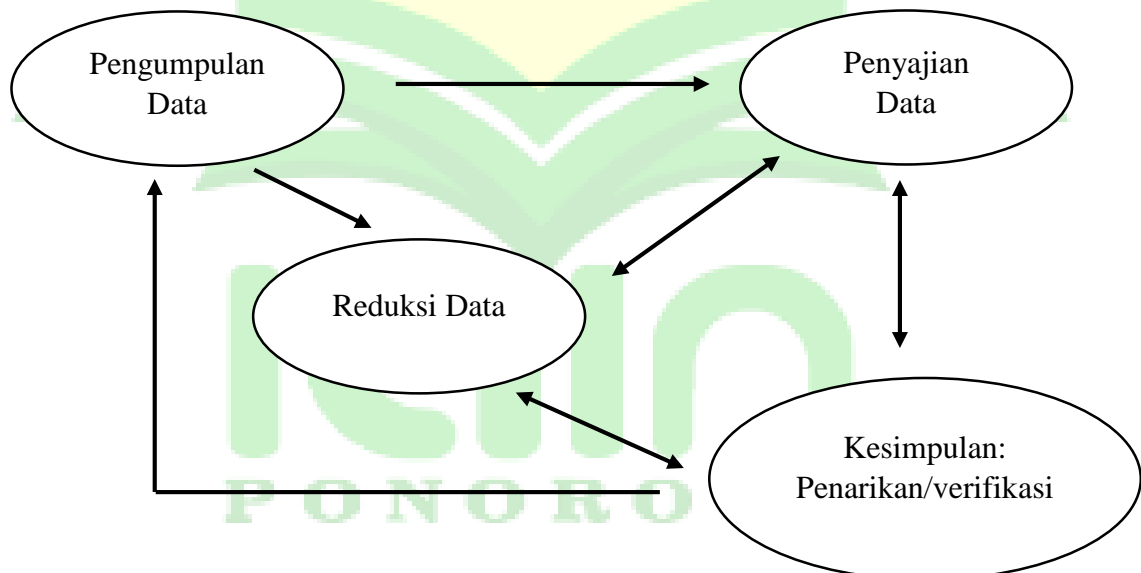 Pengumpulan
Data
Penyajian
Data
Reduksi Data
Kesimpulan:
Penarikan/verifikasi
PONORO